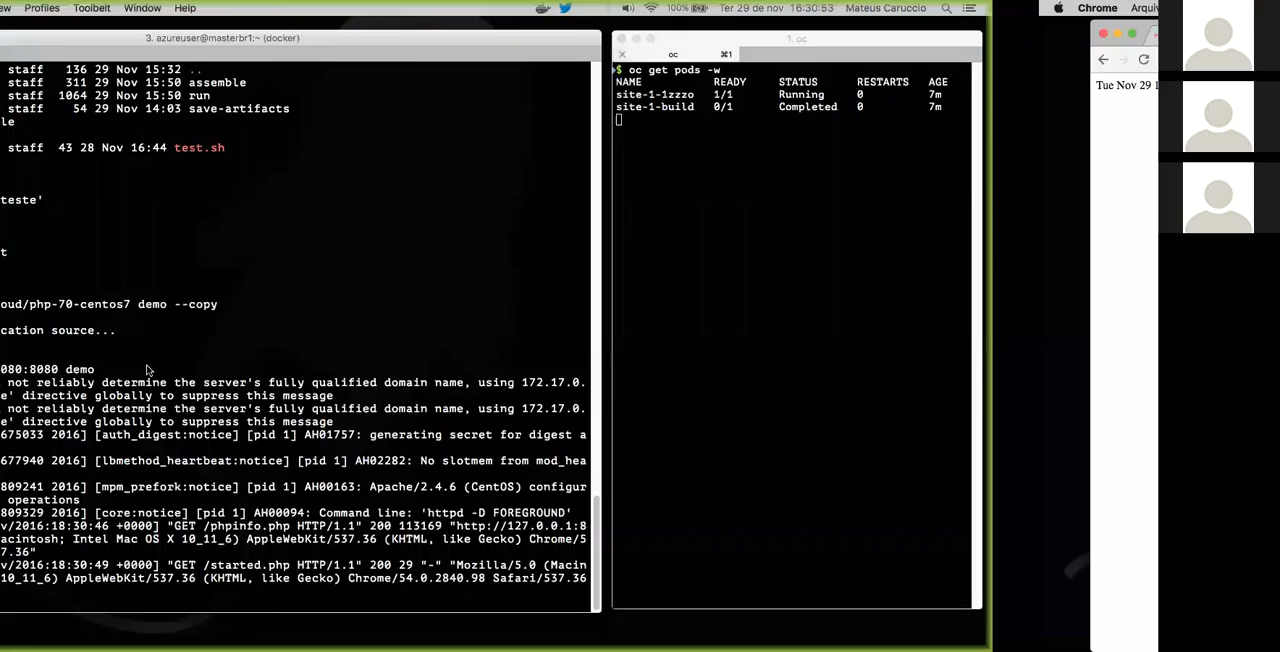 ew Profiles Toolbelt Window Help 100% Ter 29 de nov 16:30:53 Mateus Caruccio
Chrome Arquiv
3. azureuser@masterbr1:~ (docker)
staff 136 29 Nov 15:32 ..
staff 311 29 Nov 15:50 assemble
staff 1064 29 Nov 15:50 run
staff 54 29 Nov 14:03 save-artifacts
le
staff 43 28 Nov 16:44 test.sh
teste'
t
oud/php-70-centos7 demo --copy
cation source...
080:8080 demo
not reliably determine the server's fully qualified domain name, using 172.17.0.
e' directive globally to suppress this message
not reliably determine the server's fully qualified domain name, using 172.17.0.
e' directive globally to suppress this message
675033 2016] [auth_digest:notice] [pid 1] AH01757: generating secret for digest a
677940 2016] [lbmethod_heartbeat:notice] [pid 1] AH02282: No slotmem from mod_hea
809241 2016] [mpm_prefork:notice] [pid 1] AH00163: Apache/2.4.6 (CentOS) configur
operations
809329 2016] [core:notice] [pid 1] AH00094: Command line: 'httpd -D FOREGROUND'
v/2016:18:30:46 +0000] "GET /phpinfo.php HTTP/1.1" 200 113169 "http://127.0.0.1:8
acintosh; Intel Mac OS X 10_11_6) AppleWebKit/537.36 (KHTML, like Gecko) Chrome/5
7.36"
v/2016:18:30:49 +0000] "GET /started.php HTTP/1.1" 200 29 "-" "Mozilla/5.0 (Macin
10_11_6) AppleWebKit/537.36 (KHTML, like Gecko) Chrome/54.0.2840.98 Safari/537.36
1. oc
oc ⌘1
$ oc get pods -w
NAME READY STATUS RESTARTS AGE
site-1-1zzzo 1/1 Running 0 7m
site-1-build 0/1 Completed 0 7m
Tue Nov 29 1